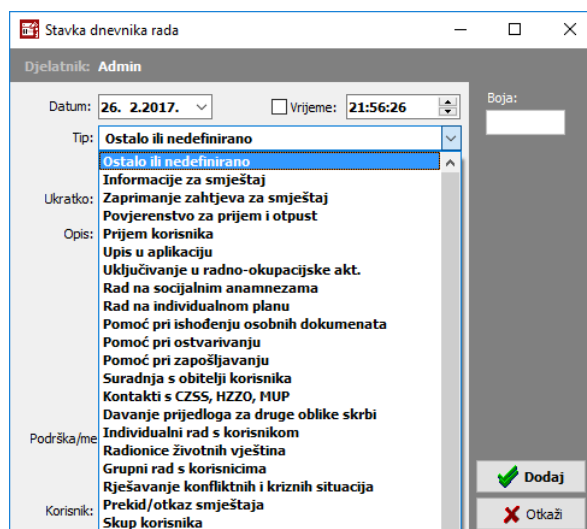 Stavka dnevnika rada
Djelatnik: Admin
Datum: 26. 2.2017. Vrijeme: 21:56:26
Boja:
Tip: Ostalo ili nedefinirano
Ostalo ili nedefinirano
Informacije za smještaj
Ukratko: Zaprimanje zahtjeva za smještaj
Povjerenstvo za prijem i otpust
Opis: Prijem korisnika
Upis u aplikaciju
Uključivanje u radno-okupacijske akt.
Rad na socijalnim anamnezama
Rad na individualnom planu
Pomoć pri ishođenju osobnih dokumenata
Pomoć pri ostvarivanju
Pomoć pri zapošljavanju
Suradnja s obitelji korisnika
Kontakti s CZSS, HZZO, MUP
Davanje prijedloga za druge oblike skrbi
Podrška/me Individualni rad s korisnikom
Radionice životnih vještina
Grupni rad s korisnicima
Rješavanje konfliktnih i kriznih situacija
Korisnik: Prekid/otkaz smještaja
Skup korisnika
Dodaj
Otkaži